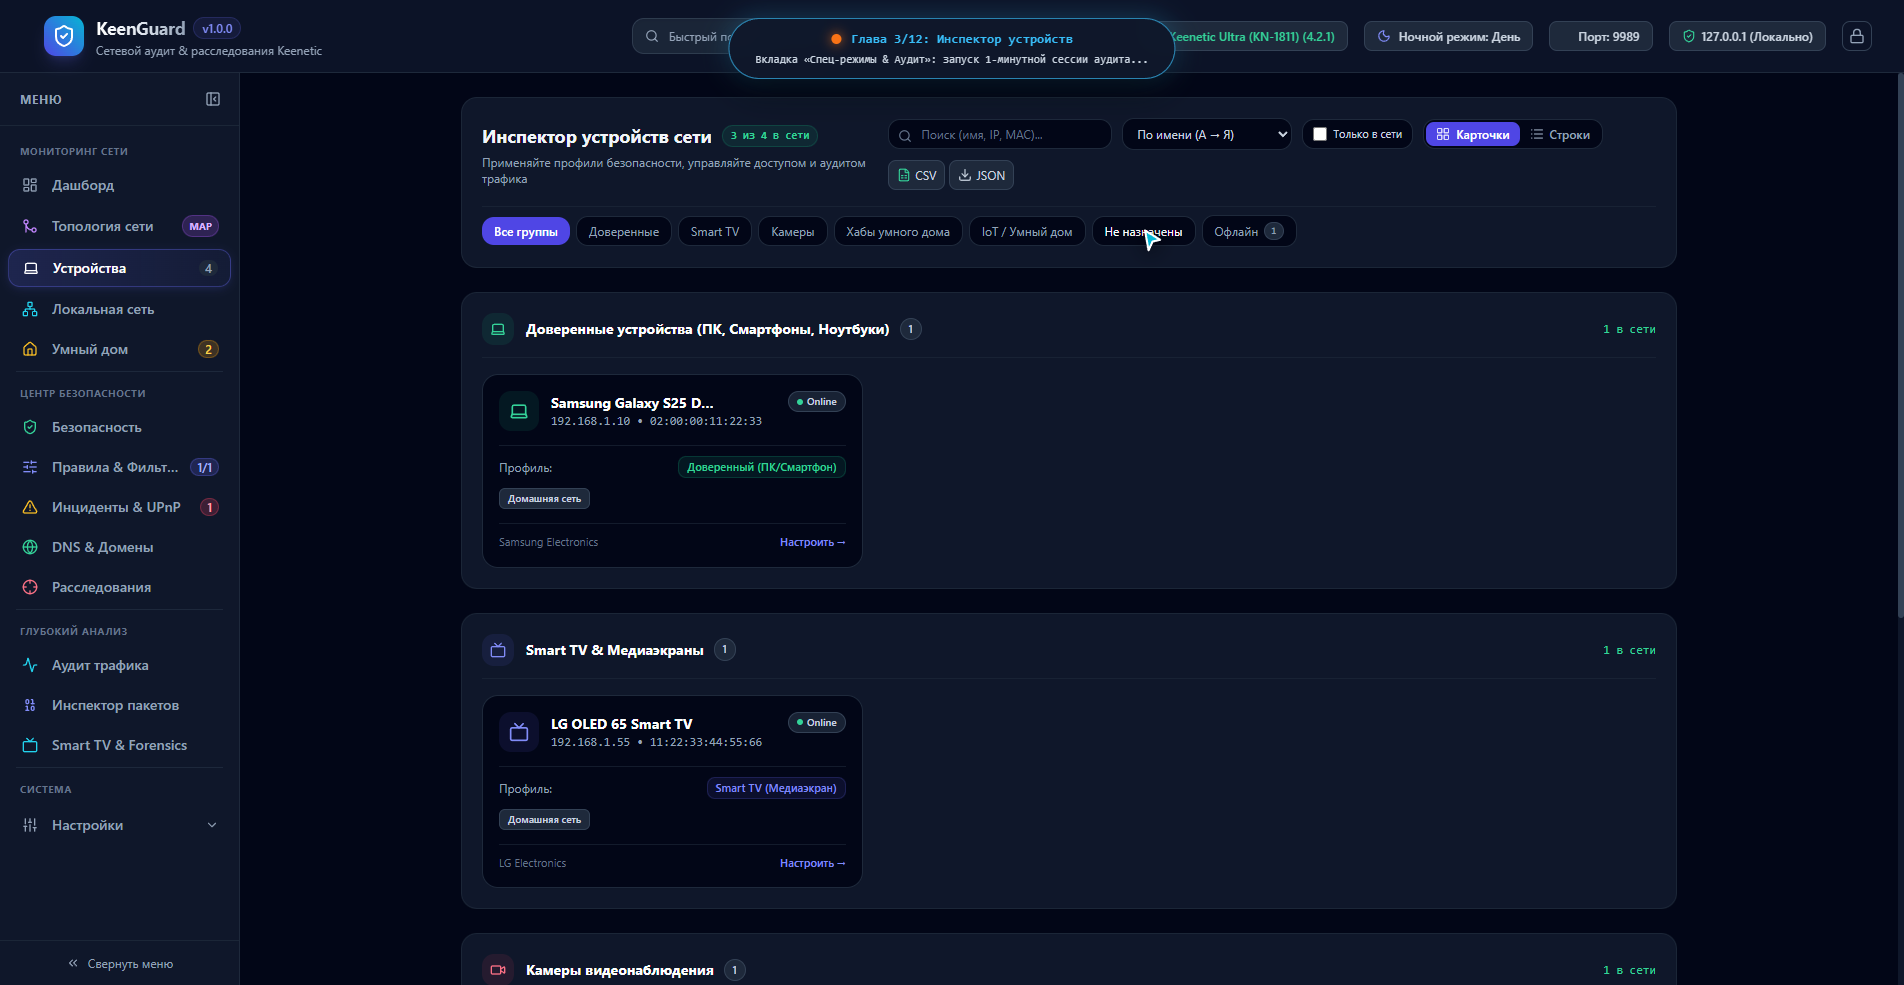 KeenGuard v1.0.0
Сетевой аудит & расследования Keenetic
Быстрый
Глава 3/12: Инспектор устройств
Вкладка «Спец-режимы & Аудит»: запуск 1-минутной сессии аудита...
Keenetic Ultra (KN-1811) (4.2.1)
Ночной режим: День
Порт: 9989
127.0.0.1 (Локально)
МЕНЮ
МОНИТОРИНГ СЕТИ
Дашборд
Топология сети MAP
Устройства 4
Локальная сеть
Умный дом 2
ЦЕНТР БЕЗОПАСНОСТИ
Безопасность
Правила & Фильт... 1/1
Инциденты & UPnP 1
DNS & Домены
Расследования
ГЛУБОКИЙ АНАЛИЗ
Аудит трафика
Инспектор пакетов
Smart TV & Forensics
СИСТЕМА
Настройки
Свернуть меню
Инспектор устройств сети 3 из 4 в сети
Применяйте профили безопасности, управляйте доступом и аудитом
трафика
Поиск (имя, IP, MAC)...
По имени (А → Я)
Только в сети
Карточки
Строки
CSV
JSON
Все группы
Доверенные
Smart TV
Камеры
Хабы умного дома
IoT / Умный дом
Не назначены
Офлайн 1
Доверенные устройства (ПК, Смартфоны, Ноутбуки) 1
1 в сети
Samsung Galaxy S25 D...
Online
192.168.1.10 • 02:00:00:11:22:33
Профиль:
Доверенный (ПК/Смартфон)
Домашняя сеть
Samsung Electronics
Настроить →
Smart TV & Медиаэкраны 1
1 в сети
LG OLED 65 Smart TV
Online
192.168.1.55 • 11:22:33:44:55:66
Профиль:
Smart TV (Медиаэкран)
Домашняя сеть
LG Electronics
Настроить →
Камеры видеонаблюдения 1
1 в сети